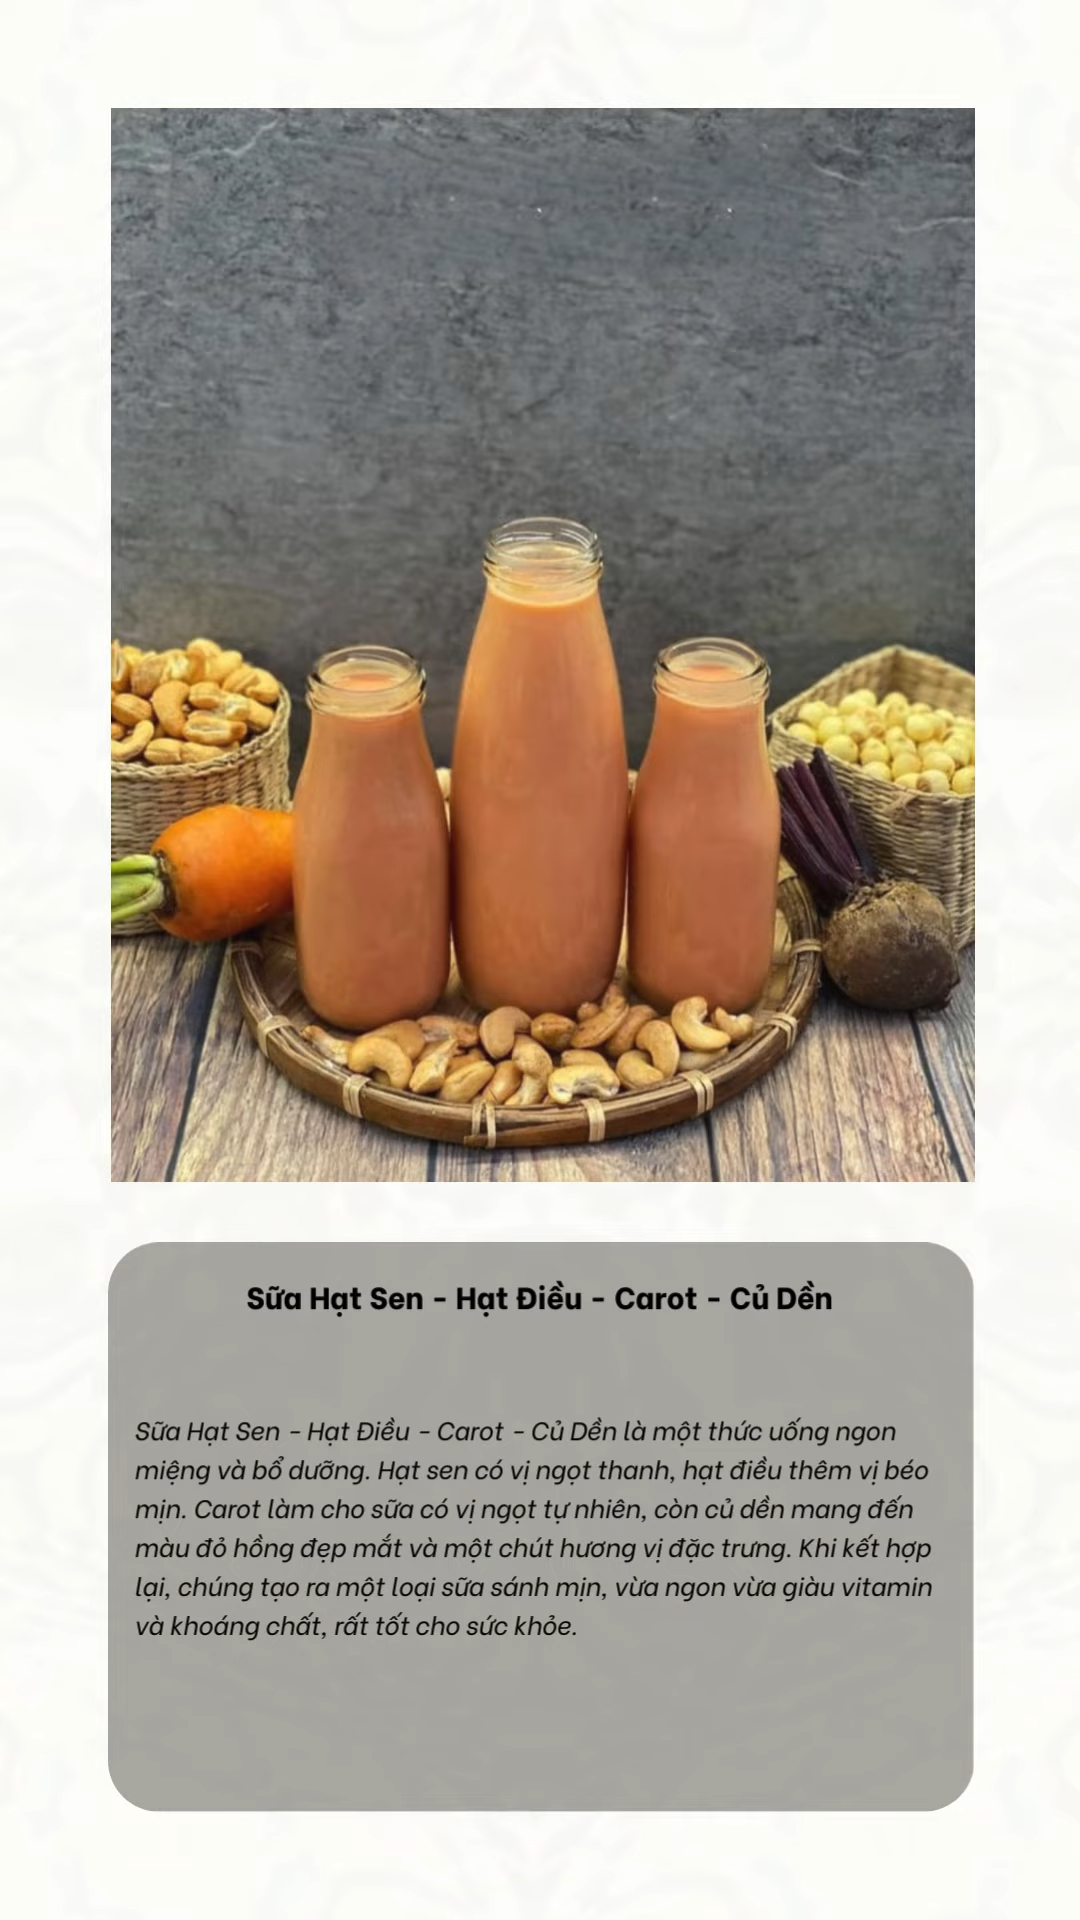 Sữa Hạt Sen - Hạt Điều - Carot - Củ Dền
Sữa Hạt Sen - Hạt Điều - Carot - Củ Dền là một thức uống ngon
miệng và bổ dưỡng. Hạt sen có vị ngọt thanh, hạt điều thêm vị béo
mịn. Carot làm cho sữa có vị ngọt tự nhiên, còn củ dền mang đến
màu đỏ hồng đẹp mắt và một chút hương vị đặc trưng. Khi kết hợp
lại, chúng tạo ra một loại sữa sánh mịn, vừa ngon vừa giàu vitamin
và khoáng chất, rất tốt cho sức khỏe.